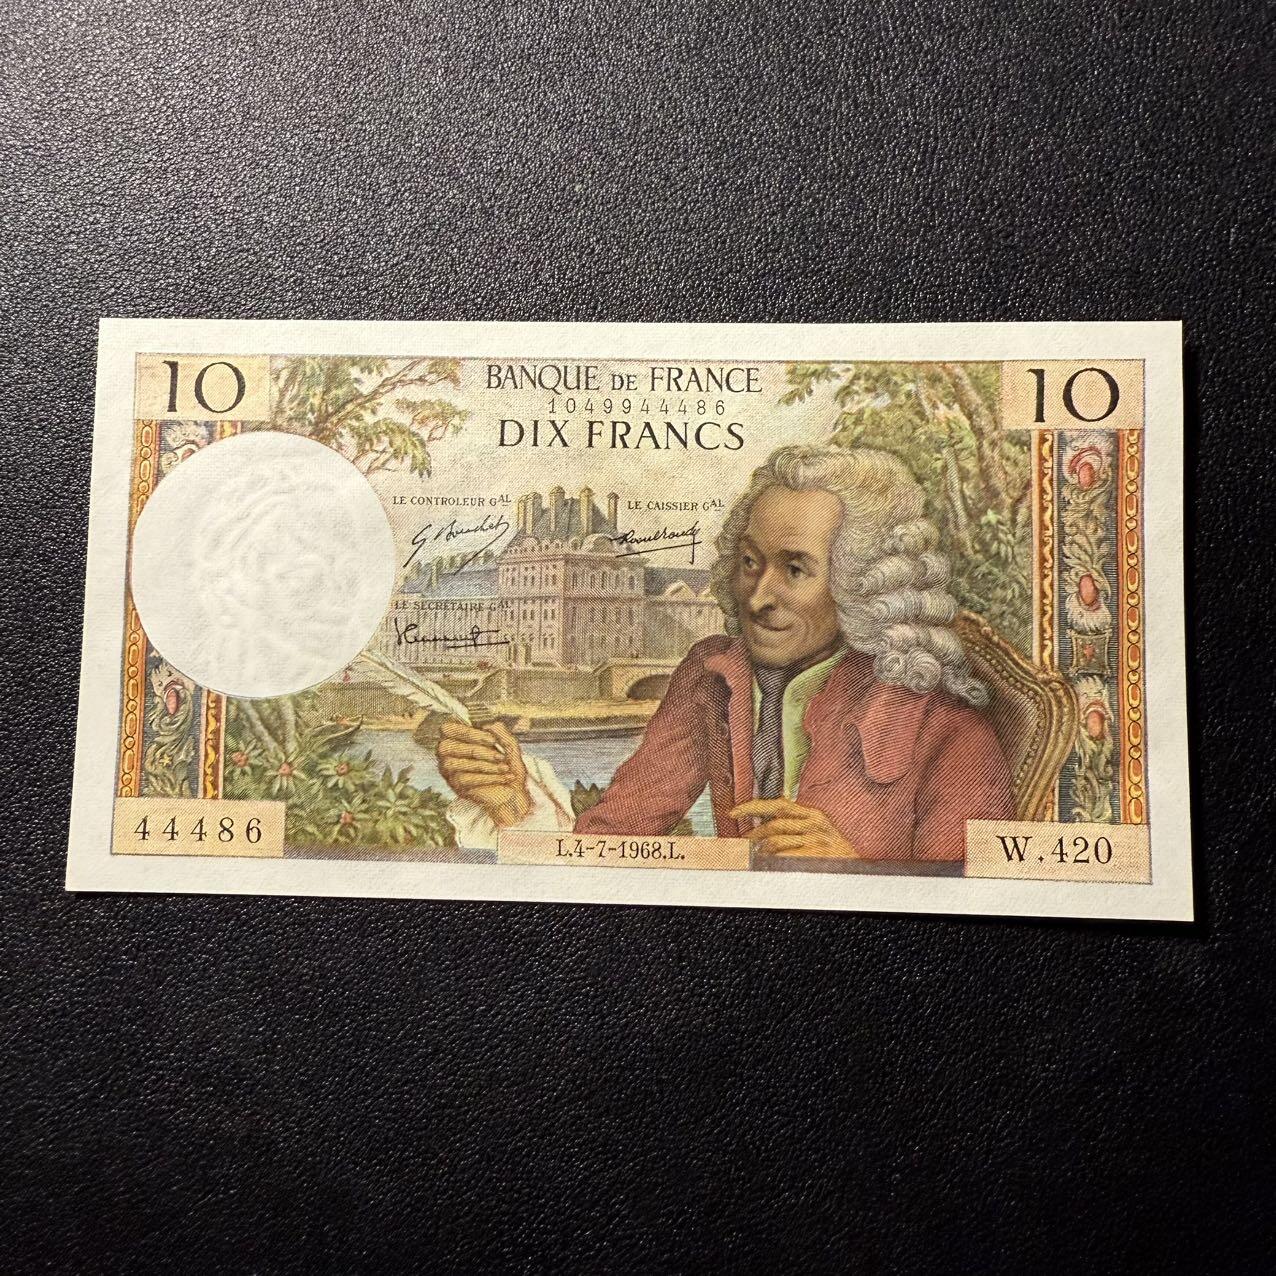 10
BANQUE DE FRANCE
10
1049944486
DIX FRANCS
LE CONTROLEUR GAL
LE CAISSIER GAL
LE SECRETAIRE GAL
44486
L.4-7-1968.L.
W.420